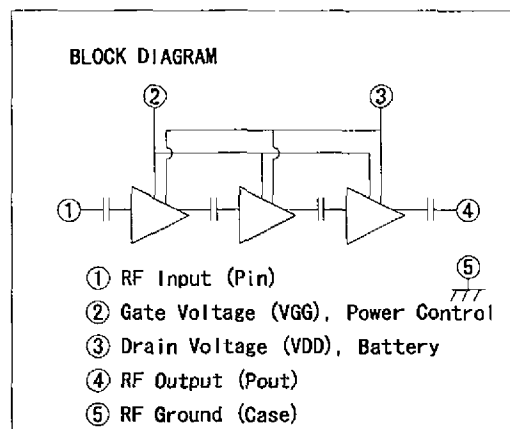 BLOCK DIAGRAM
② ③
① ④
⑤
① RF Input (Pin)
② Gate Voltage (VGG), Power Control
③ Drain Voltage (VDD), Battery
④ RF Output (Pout)
⑤ RF Ground (Case)